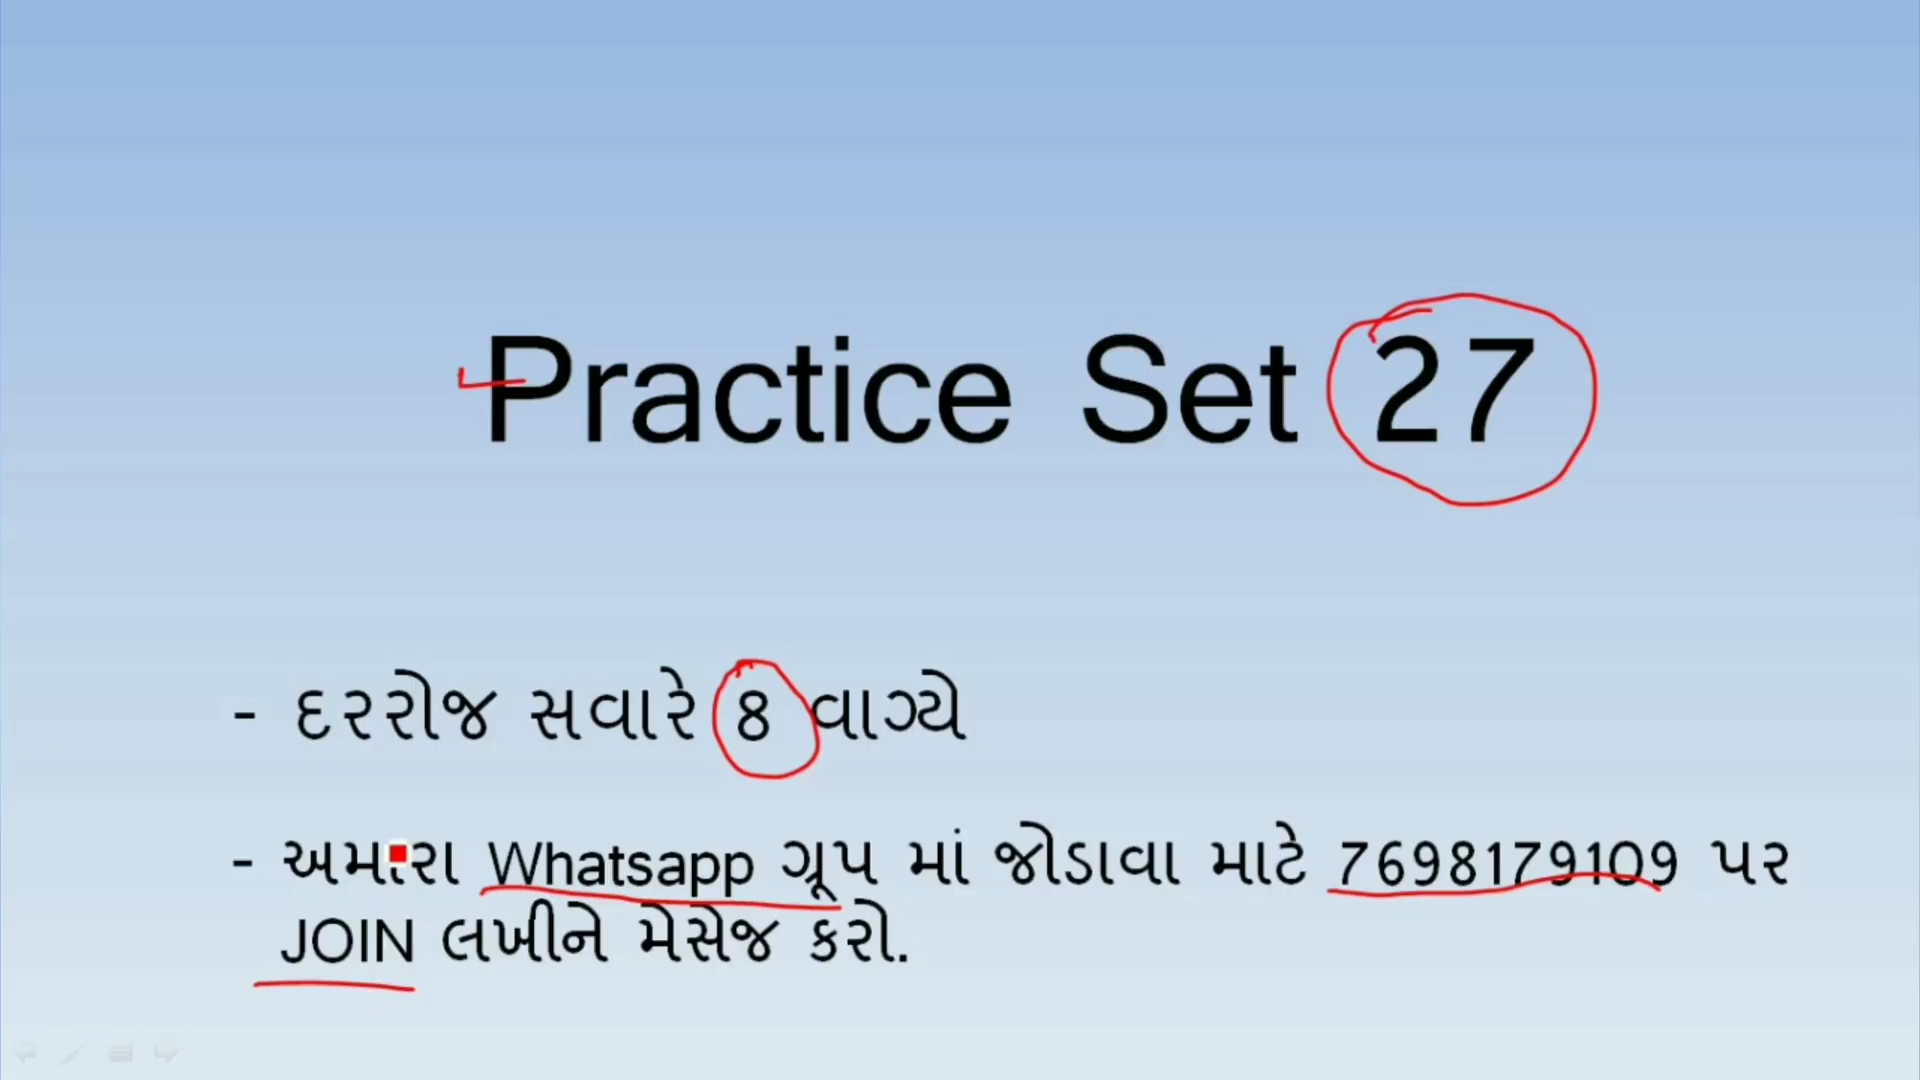 Practice Set 27
- દરરોજ સવારે 8 વાગ્યે
- અમારા Whatsapp ગ્રૂપ માં જોડાવા માટે 7698179109 પર
JOIN લખીને મેસેજ કરો.